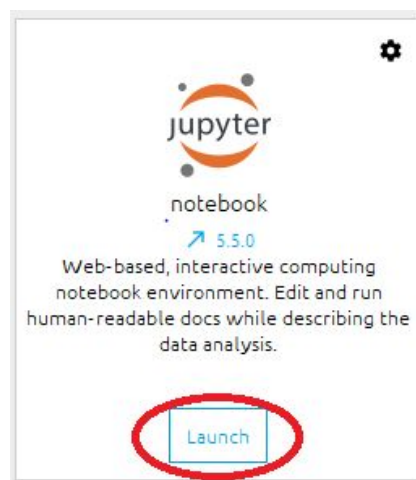 jupyter
notebook
5.5.0
Web-based, interactive computing
notebook environment. Edit and run
human-readable docs while describing the
data analysis.
Launch